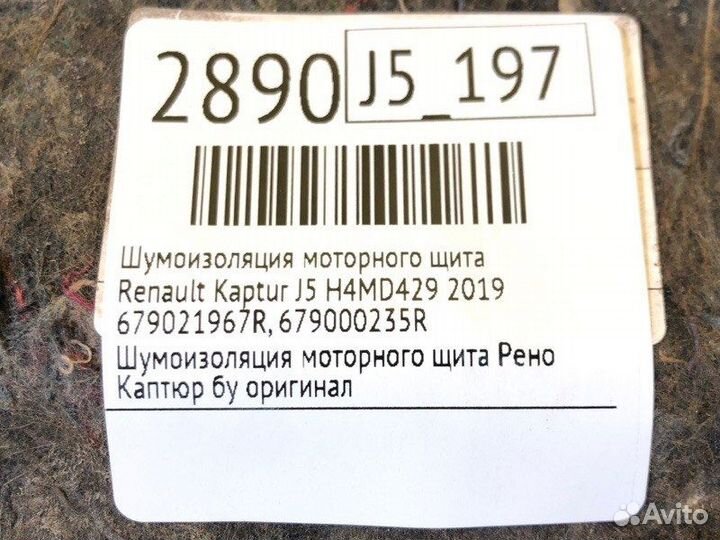 2890 J5_197
Шумоизоляция моторного щита
Renault Kaptur J5 H4MD429 2019
679021967R, 679000235R
Шумоизоляция моторного щита Рено
Каптюр бу оригинал
Avito